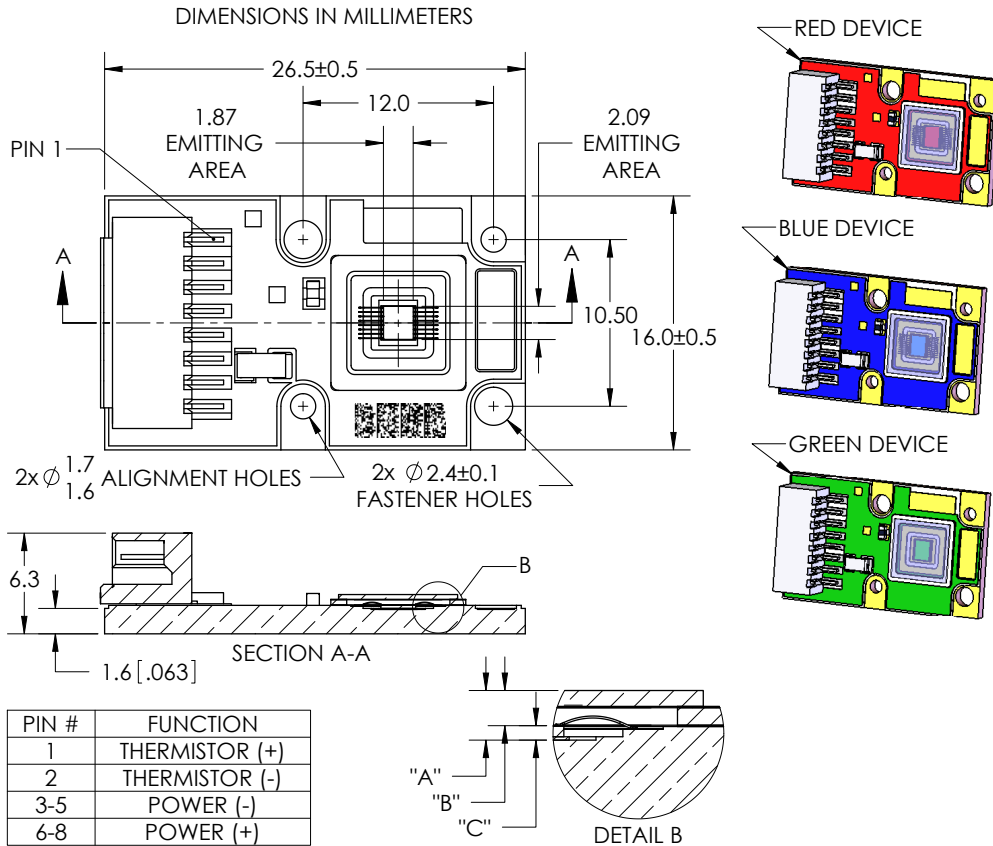 DIMENSIONS IN MILLIMETERS
26.5±0.5
12.0
1.87
EMITTING
AREA
2.09
EMITTING
AREA
PIN 1
A
A
10.50
16.0±0.5
2x ∅ 1.7
1.6 ALIGNMENT HOLES
2x ∅ 2.4±0.1
FASTENER HOLES
RED DEVICE
BLUE DEVICE
GREEN DEVICE
6.3
B
SECTION A-A
1.6 [.063]
PIN # FUNCTION
1 THERMISTOR (+)
2 THERMISTOR (-)
3-5 POWER (-)
6-8 POWER (+)
"A"
"B"
"C"
DETAIL B